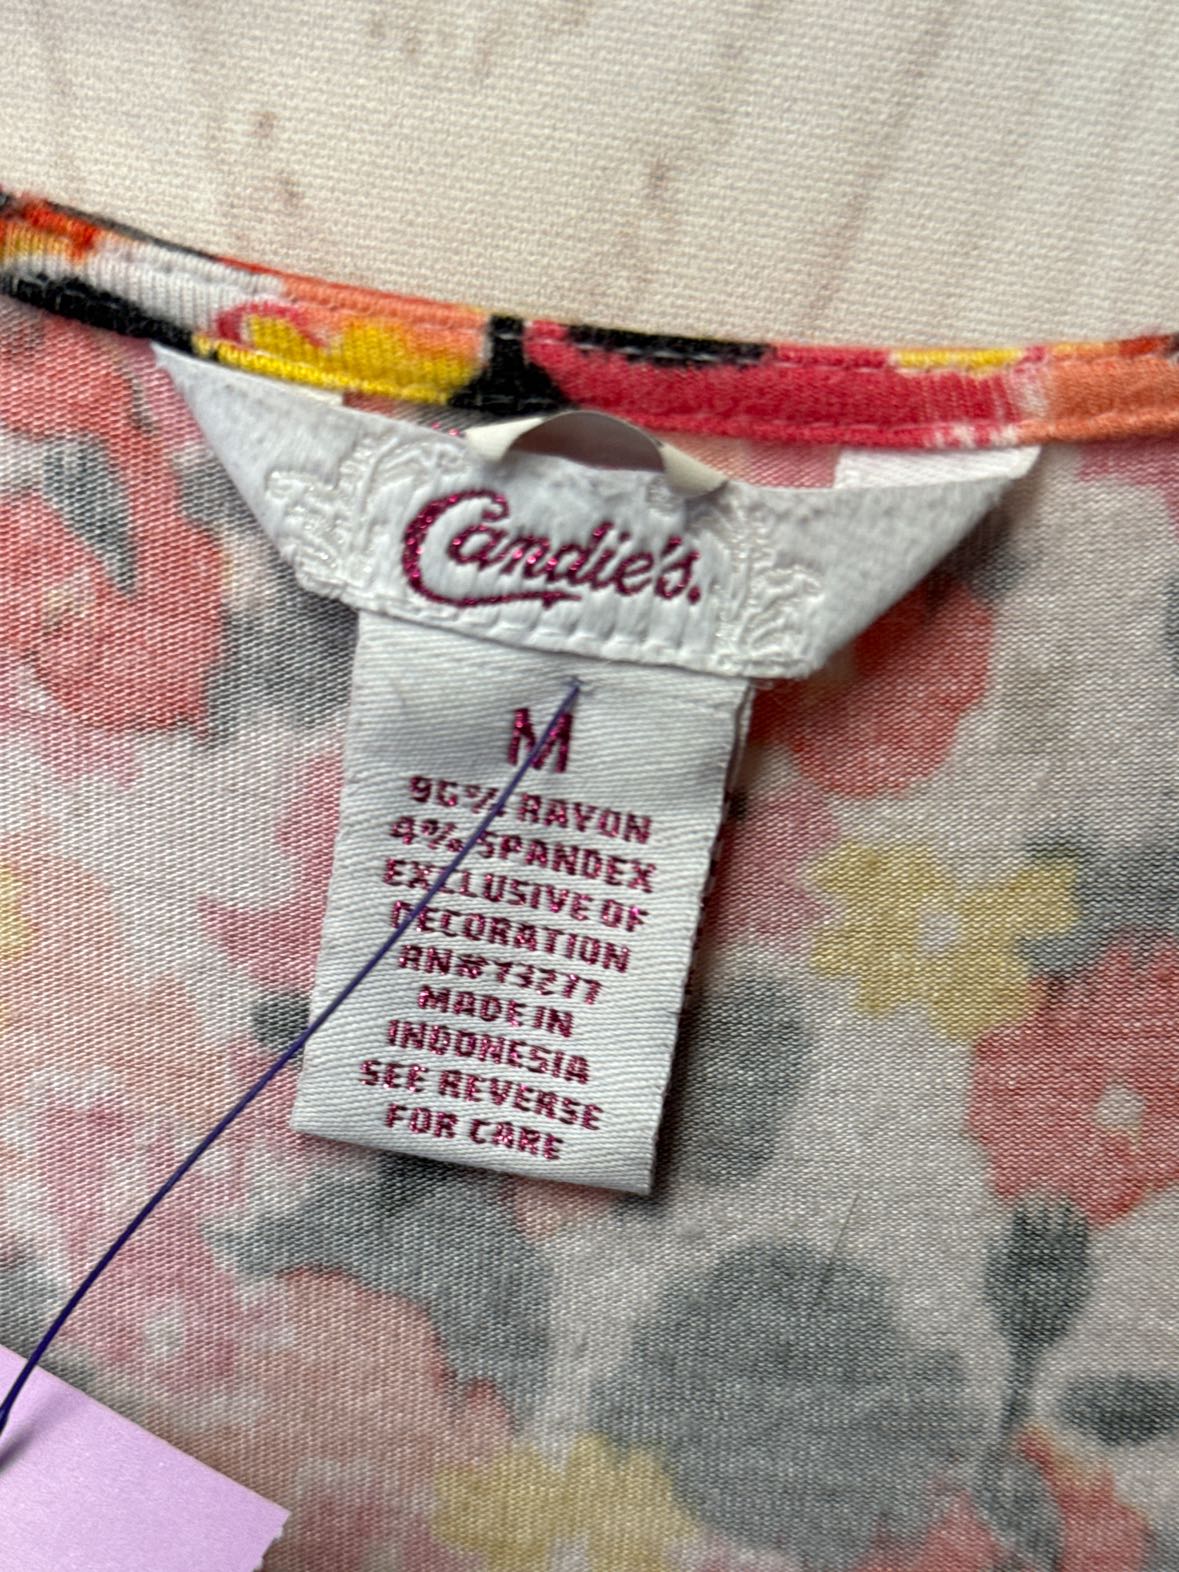 Candie's.
M
96% RAYON
4% SPANDEX
EXCLUSIVE OF
DECORATION
RN#73277
MADE IN
INDONESIA
SEE REVERSE
FOR CARE